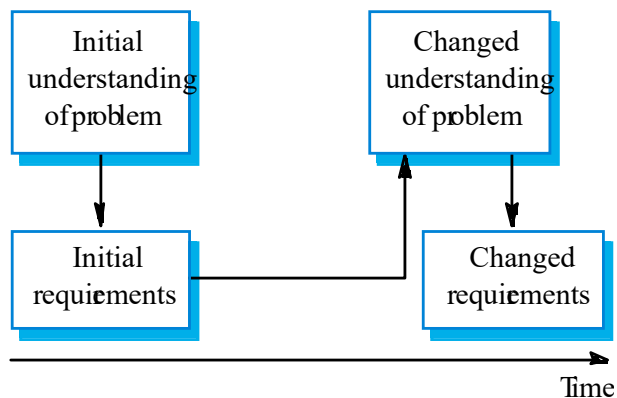 Initial
understanding
of problem
Changed
understanding
of problem
Initial
requirements
Changed
requirements
Time